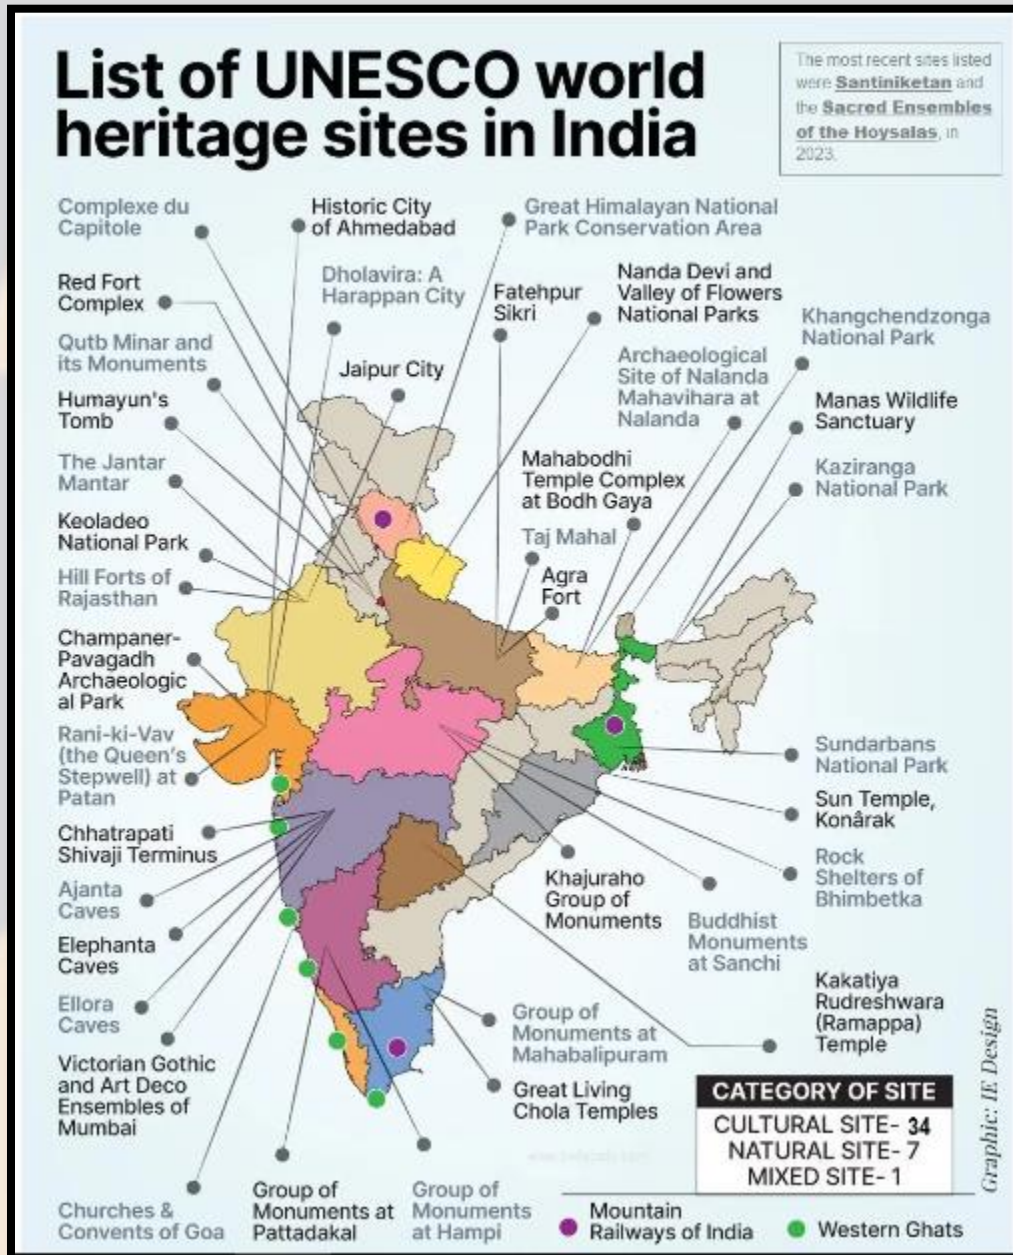 List of UNESCO world
heritage sites in India
The most recent sites listed
were Santiniketan and
the Sacred Ensembles
of the Hoysalas, in
2023.
Complexe du
Capitole
Historic City
of Ahmedabad
Great Himalayan National
Park Conservation Area
Red Fort
Complex
Dholavira: A
Harappan City
Fatehpur
Sikri
Nanda Devi and
Valley of Flowers
National Parks
Khangchendzonga
National Park
Qutb Minar and
its Monuments
Jaipur City
Archaeological
Site of Nalanda
Mahavihara at
Nalanda
Humayun's
Tomb
Manas Wildlife
Sanctuary
The Jantar
Mantar
Mahabodhi
Temple Complex
at Bodh Gaya
Kaziranga
National Park
Keoladeo
National Park
Taj Mahal
Hill Forts of
Rajasthan
Agra
Fort
Champaner-
Pavagadh
Archaeologic
al Park
Rani-ki-Vav
(the Queen's
Stepwell) at
Patan
Sundarbans
National Park
Chhatrapati
Shivaji Terminus
Sun Temple,
Konârak
Ajanta
Caves
Khajuraho
Group of
Monuments
Rock
Shelters of
Bhimbetka
Elephanta
Caves
Buddhist
Monuments
at Sanchi
Ellora
Caves
Kakatiya
Rudreshwara
(Ramappa)
Temple
Group of
Monuments at
Mahabalipuram
Victorian Gothic
and Art Deco
Ensembles of
Mumbai
Great Living
Chola Temples
CATEGORY OF SITE
CULTURAL SITE- 34
NATURAL SITE- 7
MIXED SITE- 1
Graphic: IE Design
Churches &
Convents of Goa
Group of
Monuments at
Pattadakal
Group of
Monuments
at Hampi
Mountain
Railways of India
Western Ghats